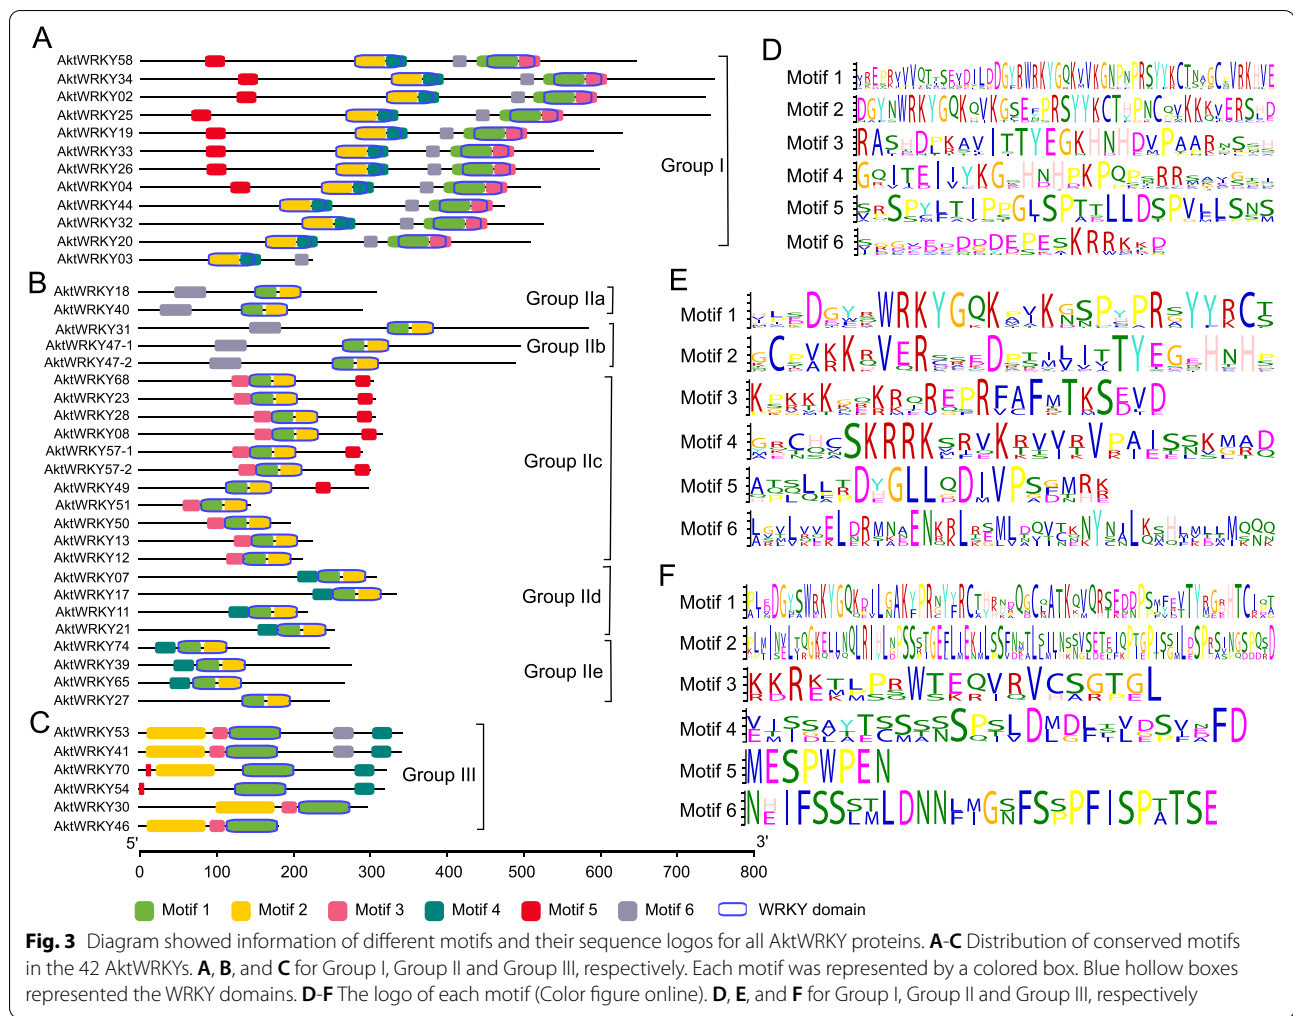 A
AktWRKY58
AktWRKY34
AktWRKY02
AktWRKY25
AktWRKY19
AktWRKY33
AktWRKY26
AktWRKY04
AktWRKY44
AktWRKY32
AktWRKY20
AktWRKY03
Group I
B
AktWRKY18
AktWRKY40
AktWRKY31
AktWRKY47-1
AktWRKY47-2
AktWRKY68
AktWRKY23
AktWRKY28
AktWRKY08
AktWRKY57-1
AktWRKY57-2
AktWRKY49
AktWRKY51
AktWRKY50
AktWRKY13
AktWRKY12
AktWRKY07
AktWRKY17
AktWRKY11
AktWRKY21
AktWRKY74
AktWRKY39
AktWRKY65
AktWRKY27
Group IIa
Group IIb
Group IIc
Group IId
Group IIe
C
AktWRKY53
AktWRKY41
AktWRKY70
AktWRKY54
AktWRKY30
AktWRKY46
Group III
5' 3'
0 100 200 300 400 500 600 700 800
D
Motif 1
Motif 2
Motif 3
Motif 4
Motif 5
Motif 6
E
Motif 1
Motif 2
Motif 3
Motif 4
Motif 5
Motif 6
F
Motif 1
Motif 2
Motif 3
Motif 4
Motif 5 MESPWPEN
Motif 6
Motif 1 Motif 2 Motif 3 Motif 4 Motif 5 Motif 6 WRKY domain
Fig. 3 Diagram showed information of different motifs and their sequence logos for all AktWRKY proteins. A-C Distribution of conserved motifs
in the 42 AktWRKYs. A, B, and C for Group I, Group II and Group III, respectively. Each motif was represented by a colored box. Blue hollow boxes
represented the WRKY domains. D-F The logo of each motif (Color figure online). D, E, and F for Group I, Group II and Group III, respectively